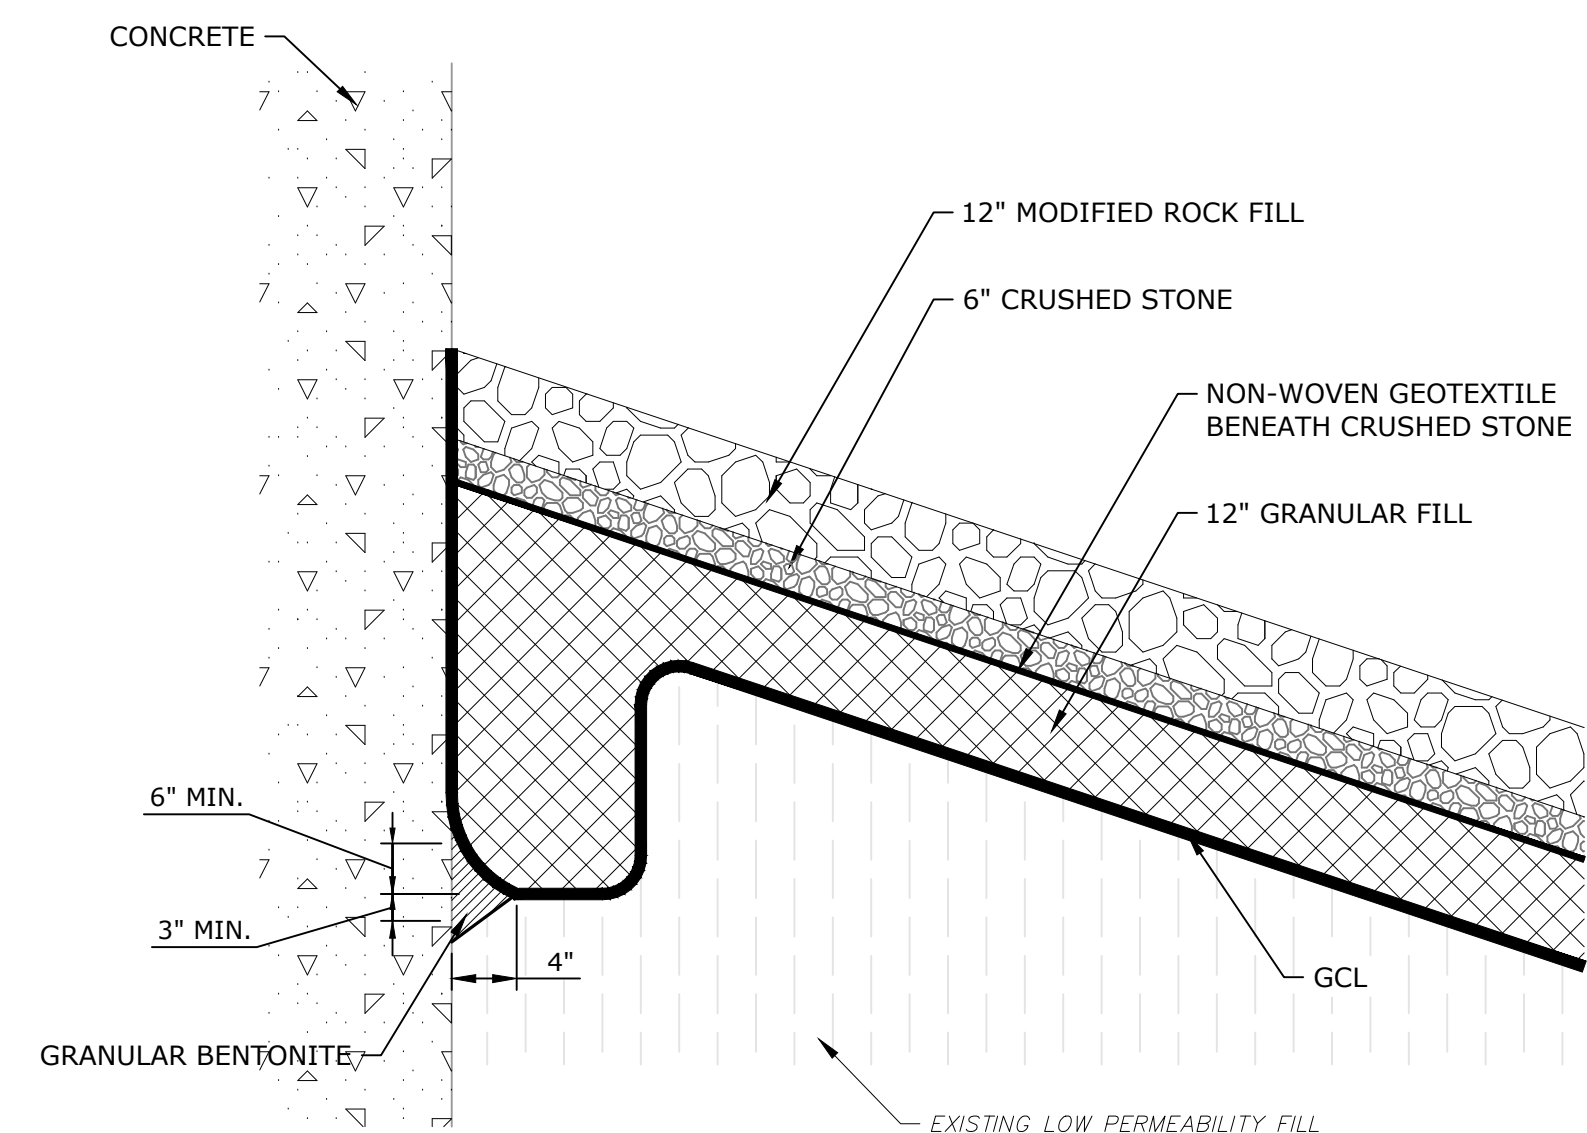 CONCRETE
12" MODIFIED ROCK FILL
6" CRUSHED STONE
NON-WOVEN GEOTEXTILE
BENEATH CRUSHED STONE
12" GRANULAR FILL
6" MIN.
3" MIN.
4"
GCL
GRANULAR BENTONITE
EXISTING LOW PERMEABILITY FILL